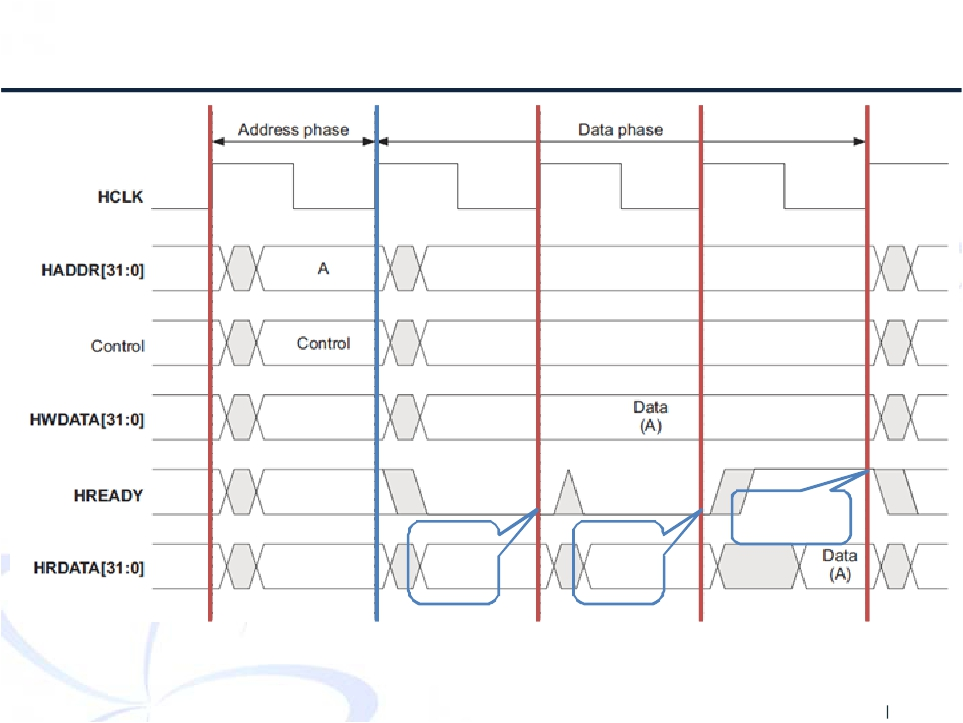 Address phase
Data phase
HCLK
HADDR[31:0]
A
Control
Control
HWDATA[31:0]
Data
(A)
HREADY
HRDATA[31:0]
Data
(A)